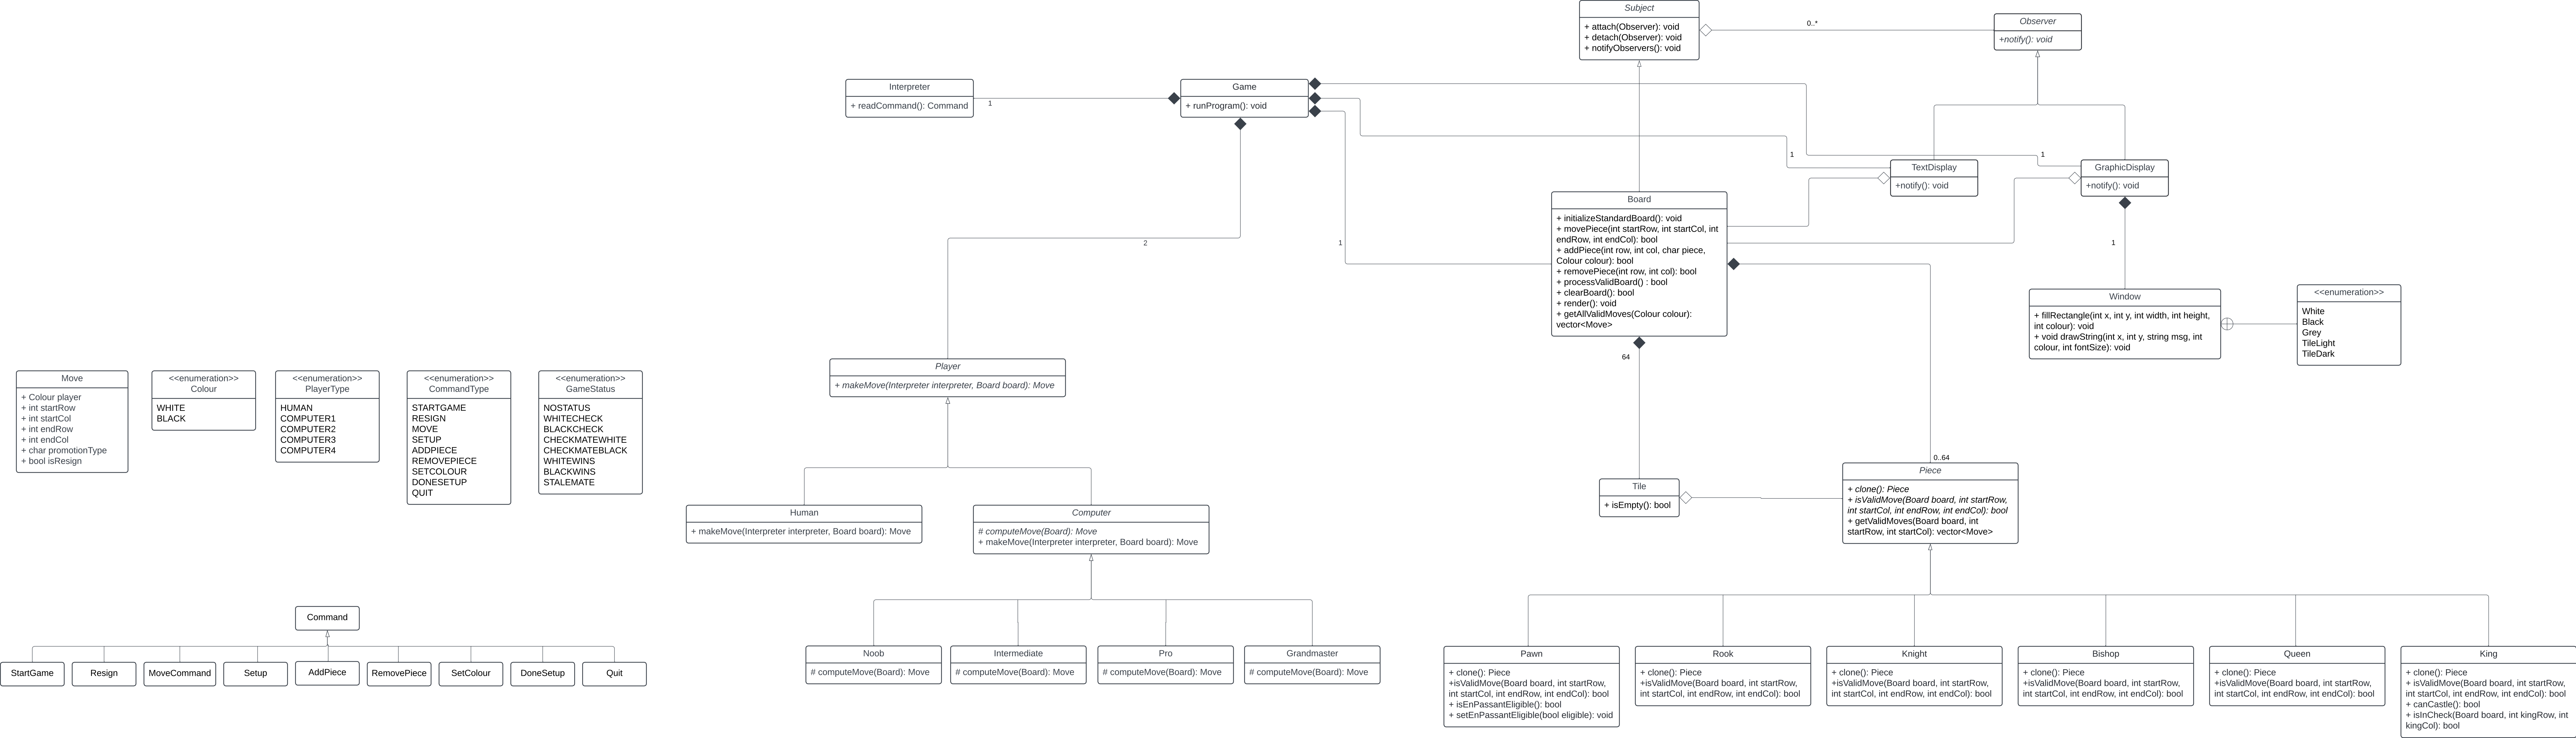 Subject
+ attach(Observer): void
+ detach(Observer): void
+ notifyObservers(): void
0..*
Observer
+notify(): void
Interpreter
+ readCommand(): Command
1
Game
+ runProgram(): void
1
TextDisplay
+notify(): void
1
GraphicDisplay
+notify(): void
2
1
Board
+ initializeStandardBoard(): void
+ movePiece(int startRow, int startCol, int
endRow, int endCol): bool
+ addPiece(int row, int col, char piece,
Colour colour): bool
+ removePiece(int row, int col): bool
+ processValidBoard() : bool
+ clearBoard(): bool
+ render(): void
+ getAllValidMoves(Colour colour):
vector<Move>
64
1
Window
+ fillRectangle(int x, int y, int width, int height,
int colour): void
+ void drawString(int x, int y, string msg, int
colour, int fontSize): void
<<enumeration>>
White
Black
Grey
TileLight
TileDark
Move
+ Colour player
+ int startRow
+ int startCol
+ int endRow
+ int endCol
+ char promotionType
+ bool isResign
<<enumeration>>
Colour
WHITE
BLACK
<<enumeration>>
PlayerType
HUMAN
COMPUTER1
COMPUTER2
COMPUTER3
COMPUTER4
<<enumeration>>
CommandType
STARTGAME
RESIGN
MOVE
SETUP
ADDPIECE
REMOVEPIECE
SETCOLOUR
DONESETUP
QUIT
<<enumeration>>
GameStatus
NOSTATUS
WHITECHECK
BLACKCHECK
CHECKMATEWHITE
CHECKMATEBLACK
WHITEWINS
BLACKWINS
STALEMATE
Player
+ makeMove(Interpreter interpreter, Board board): Move
Human
+ makeMove(Interpreter interpreter, Board board): Move
Computer
# computeMove(Board): Move
+ makeMove(Interpreter interpreter, Board board): Move
Tile
+ isEmpty(): bool
0..64
Piece
+ clone(): Piece
+ isValidMove(Board board, int startRow,
int startCol, int endRow, int endCol): bool
+ getValidMoves(Board board, int
startRow, int startCol): vector<Move>
Command
StartGame
Resign
MoveCommand
Setup
AddPiece
RemovePiece
SetColour
DoneSetup
Quit
Noob
# computeMove(Board): Move
Intermediate
# computeMove(Board): Move
Pro
# computeMove(Board): Move
Grandmaster
# computeMove(Board): Move
Pawn
+ clone(): Piece
+isValidMove(Board board, int startRow,
int startCol, int endRow, int endCol): bool
+ isEnPassantEligible(): bool
+ setEnPassantEligible(bool eligible): void
Rook
+ clone(): Piece
+isValidMove(Board board, int startRow,
int startCol, int endRow, int endCol): bool
Knight
+ clone(): Piece
+isValidMove(Board board, int startRow,
int startCol, int endRow, int endCol): bool
Bishop
+ clone(): Piece
+isValidMove(Board board, int startRow,
int startCol, int endRow, int endCol): bool
Queen
+ clone(): Piece
+isValidMove(Board board, int startRow,
int startCol, int endRow, int endCol): bool
King
+ clone(): Piece
+ isValidMove(Board board, int startRow,
int startCol, int endRow, int endCol): bool
+ canCastle(): bool
+ isInCheck(Board board, int kingRow, int
kingCol): bool